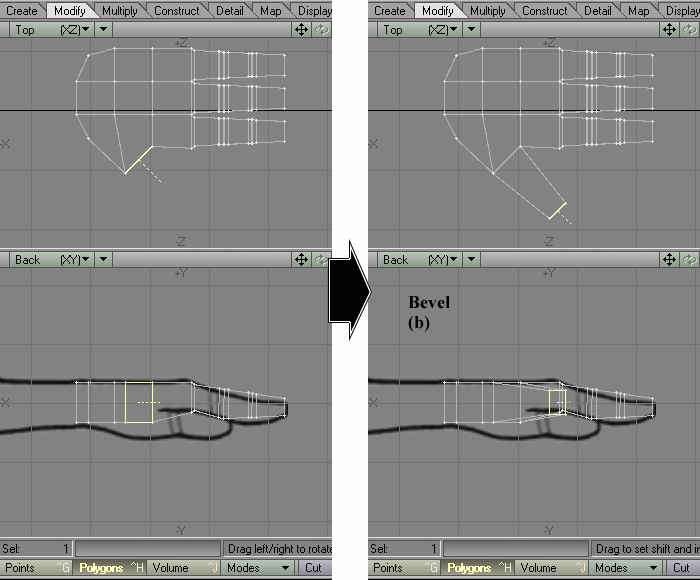 Create Modify Multiply Construct Detail Map Display
Top (XZ)
+Z
-X
-Z
Back (XY)
+Y
-X
-Y
Sel: 1 Drag left/right to rotate
Points ^G Polygons ^H Volume ^J Modes Cut
Bevel
(b)
Create Modify Multiply Construct Detail Map Display
Top (XZ)
+Z
-X
-Z
Back (XY)
+Y
-X
-Y
Sel: 1 Drag to set shift and in
Points ^G Polygons ^H Volume ^J Modes Cut